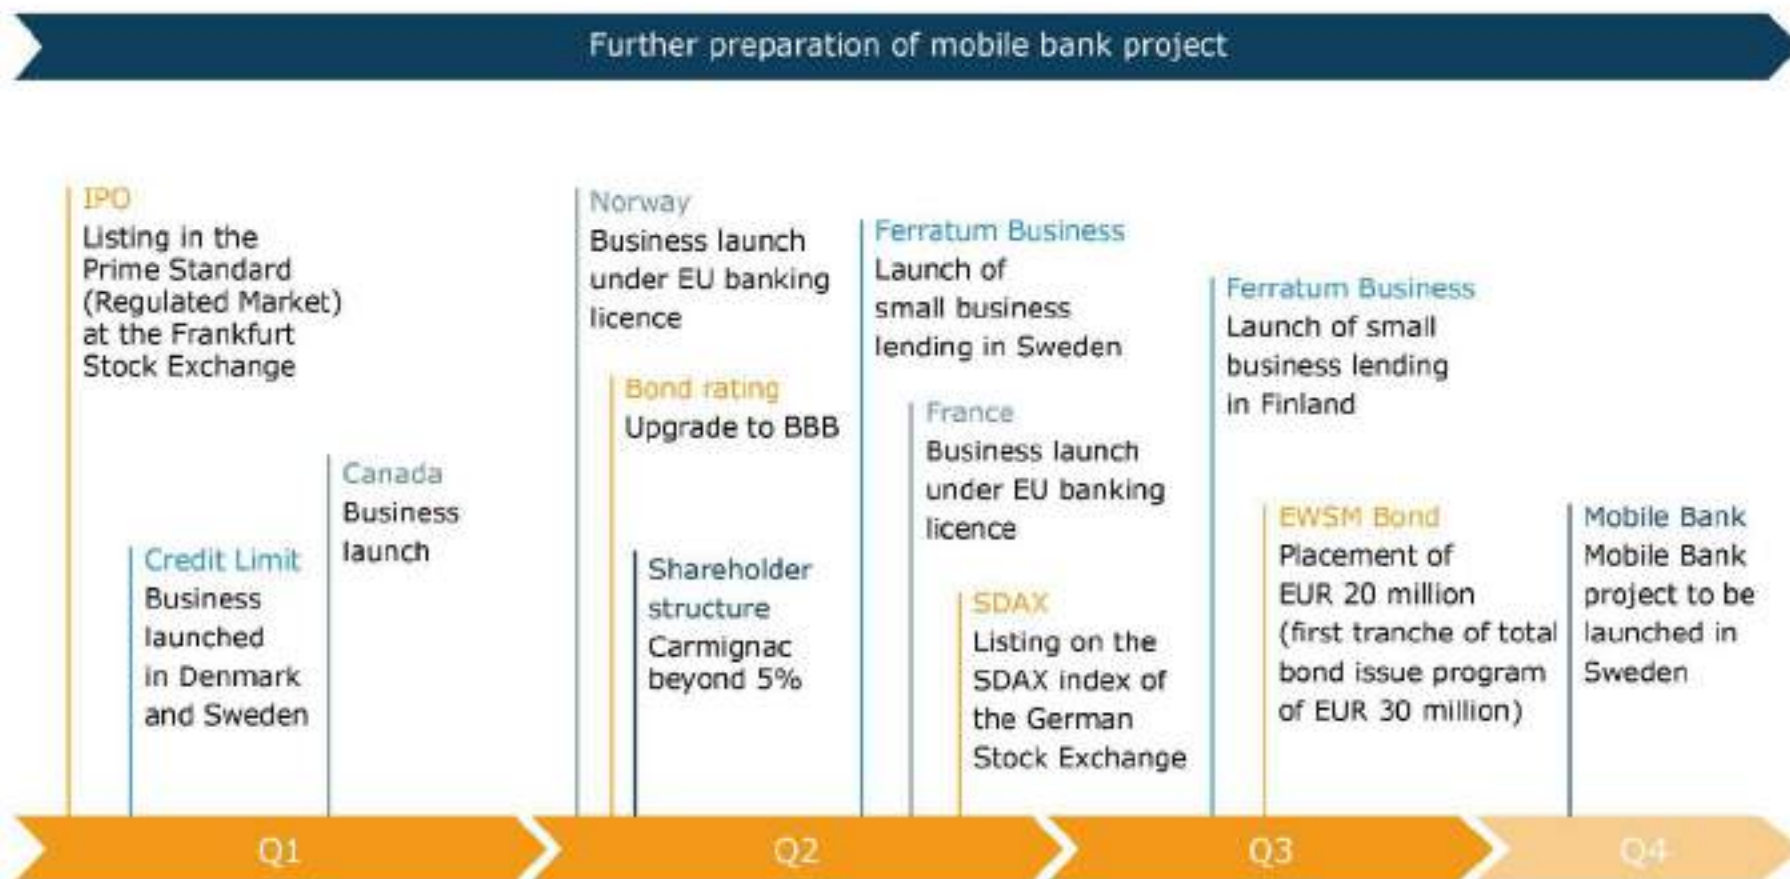 Further preparation of mobile bank project
IPO
Listing in the
Prime Standard
(Regulated Market)
at the Frankfurt
Stock Exchange
Credit Limit
Business
launched
in Denmark
and Sweden
Canada
Business
launch
Norway
Business launch
under EU banking
licence
Bond rating
Upgrade to BBB
Shareholder
structure
Carmignac
beyond 5%
Ferratum Business
Launch of
small business
lending in Sweden
France
Business launch
under EU banking
licence
SDAX
Listing on the
SDAX index of
the German
Stock Exchange
Ferratum Business
Launch of small
business lending
in Finland
EWSM Bond
Placement of
EUR 20 million
(first tranche of total
bond issue program
of EUR 30 million)
Mobile Bank
Mobile Bank
project to be
launched in
Sweden
Q1
Q2
Q3
Q4